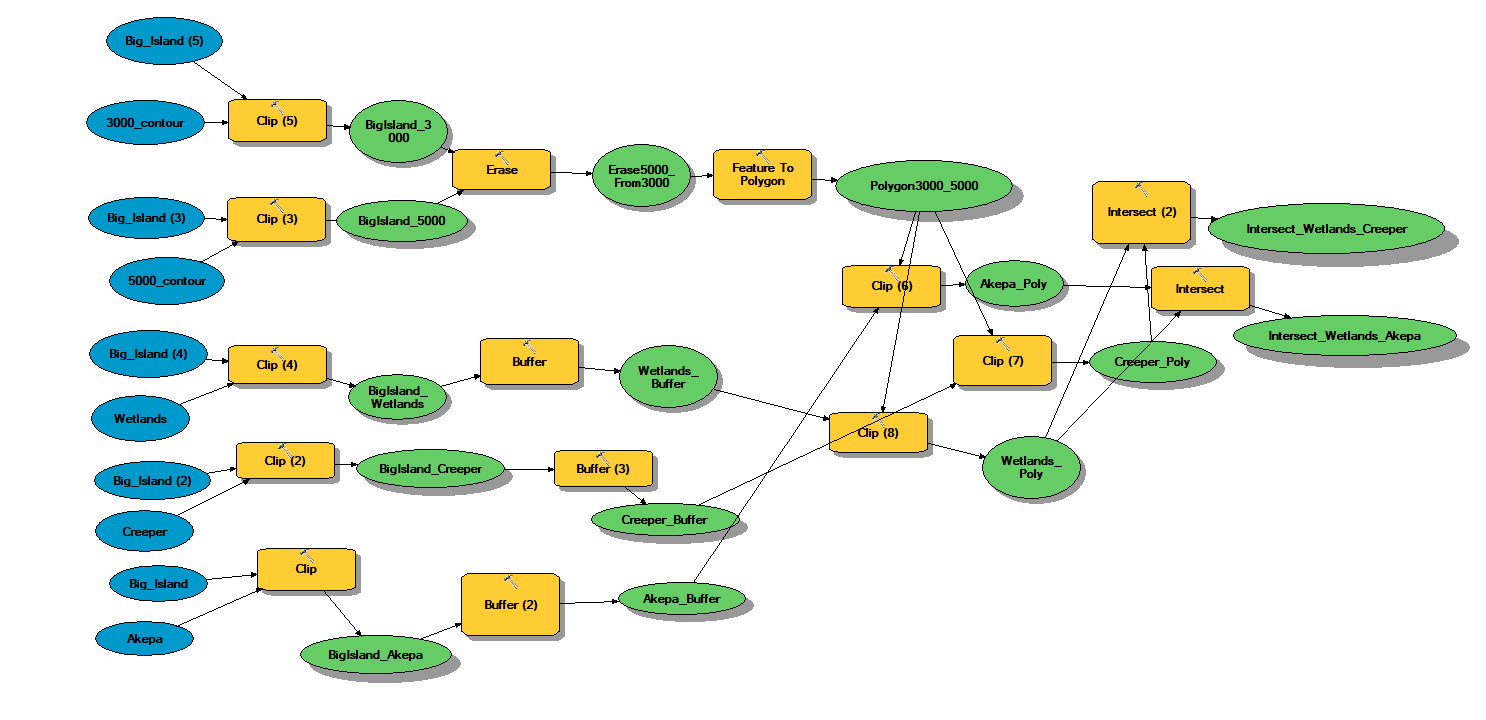 Big_Island (5)
3000_contour
Clip (5)
BigIsland_3
000
Erase
Erase5000_
From3000
Feature To
Polygon
Polygon3000_5000
Big_Island (3)
Clip (3)
BigIsland_5000
5000_contour
Intersect (2)
Intersect_Wetlands_Creeper
Clip (6)
Akepa_Poly
Intersect
Intersect_Wetlands_Akepa
Big_Island (4)
Clip (4)
Wetlands
BigIsland_
Wetlands
Buffer
Wetlands_
Buffer
Clip (7)
Creeper_Poly
Clip (8)
Wetlands_
Poly
Big_Island (2)
Clip (2)
BigIsland_Creeper
Buffer (3)
Creeper
Creeper_Buffer
Big_Island
Clip
Akepa
BigIsland_Akepa
Buffer (2)
Akepa_Buffer